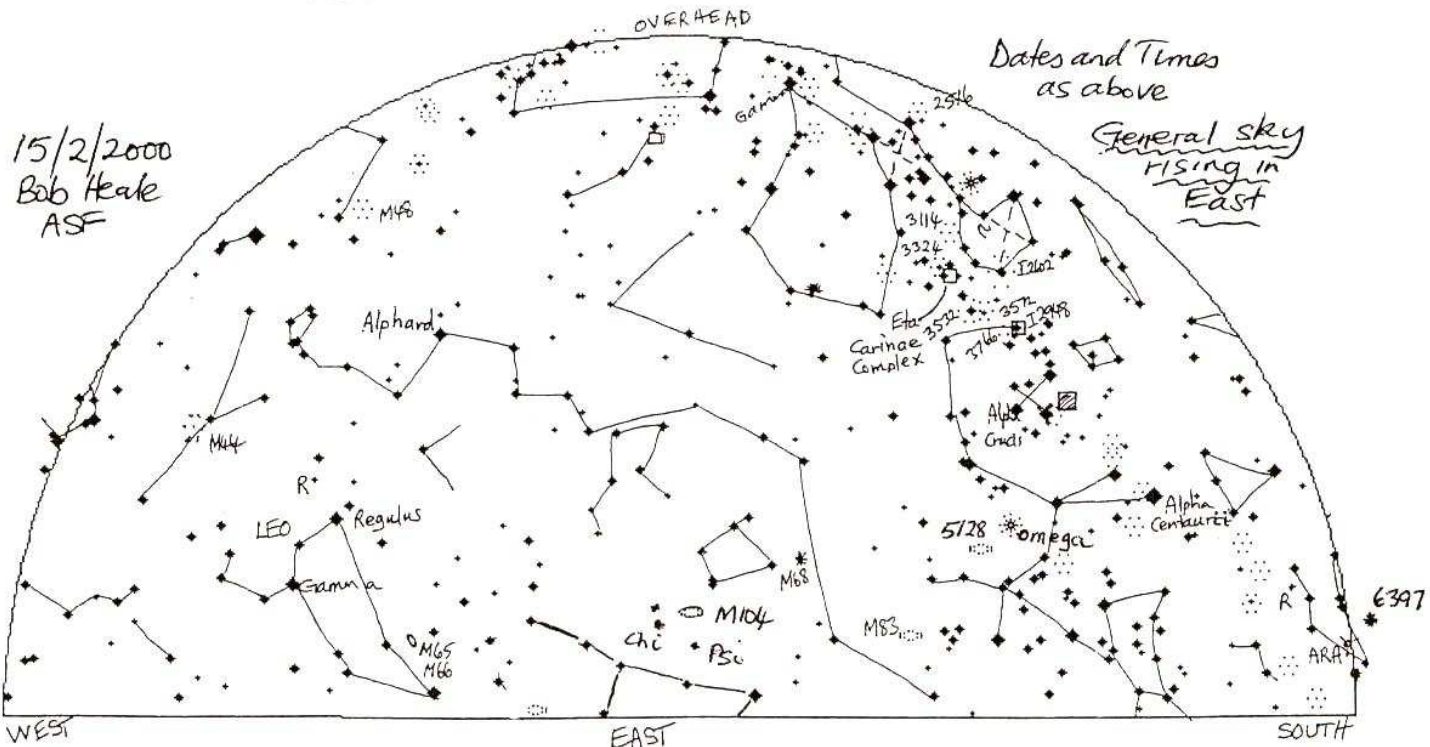 OVERHEAD
Dates and Times
as above
General sky
rising in
East
15/2/2000
Bob Heale
ASF
Gamma
2516
M48
3114
3324
I2602
Alphard
Eta
Carinae
Complex
3532
3572
I2948
3766
M44
Alpha
Crucis
R
Regulus
LEO
Gamma
Alpha
Centauri
5128
Omega
M68
M104
Chi
Psi
M83
M65
M66
R
6397
ARA
WEST
EAST
SOUTH